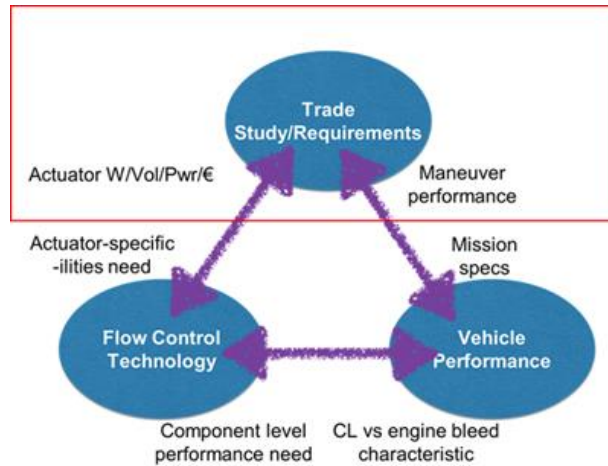 Trade
Study/Requirements
Actuator W/Vol/Pwr/€
Maneuver
performance
Actuator-specific
-ilities need
Mission
specs
Flow Control
Technology
Vehicle
Performance
Component level
performance need
CL vs engine bleed
characteristic